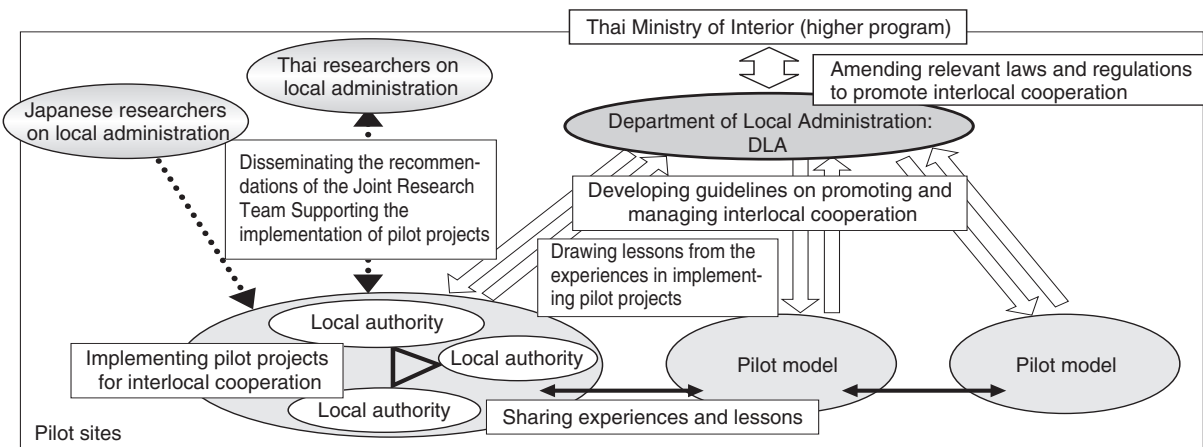 Thai Ministry of Interior (higher program)
Thai researchers on
local administration
Amending relevant laws and regulations
to promote interlocal cooperation
Japanese researchers
on local administration
Department of Local Administration:
DLA
Disseminating the recommen-
dations of the Joint Research
Team Supporting the
implementation of pilot projects
Developing guidelines on promoting and
managing interlocal cooperation
Drawing lessons from the
experiences in implement-
ing pilot projects
Local authority
Implementing pilot projects
for interlocal cooperation
Local authority
Local authority
Pilot model
Pilot model
Sharing experiences and lessons
Pilot sites